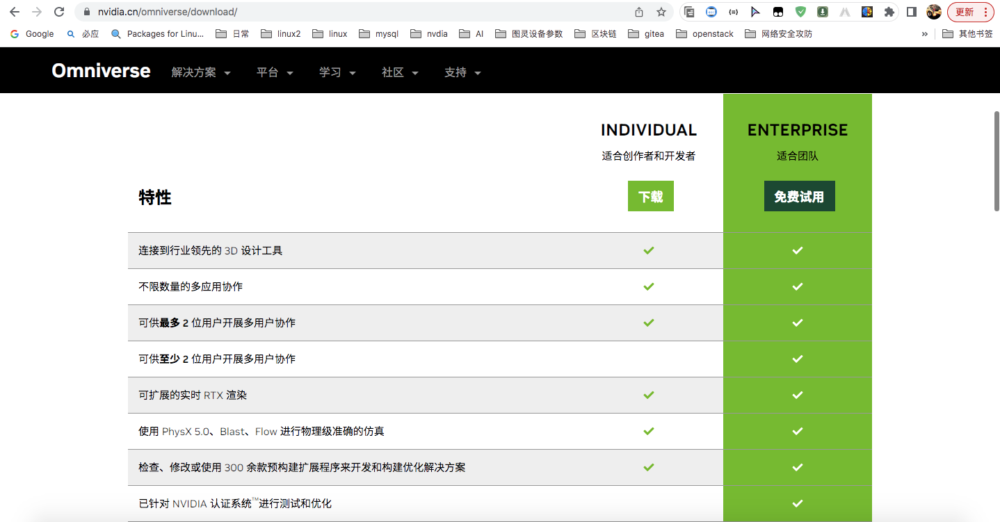 nvidia.cn/omniverse/download/
更新
Google
必应
Packages for Linu...
日常
linux2
linux
mysql
nvdia
AI
图灵设备参数
区块链
gitea
openstack
网络安全攻防
»
其他书签
Omniverse
解决方案
平台
学习
社区
支持
INDIVIDUAL
ENTERPRISE
适合创作者和开发者
适合团队
特性
下载
免费试用
连接到行业领先的 3D 设计工具
不限数量的多应用协作
可供最多 2 位用户开展多用户协作
可供至少 2 位用户开展多用户协作
可扩展的实时 RTX 渲染
使用 PhysX 5.0、Blast、Flow 进行物理级准确的仿真
检查、修改或使用 300 余款预构建扩展程序来开发和构建优化解决方案
已针对 NVIDIA 认证系统™进行测试和优化